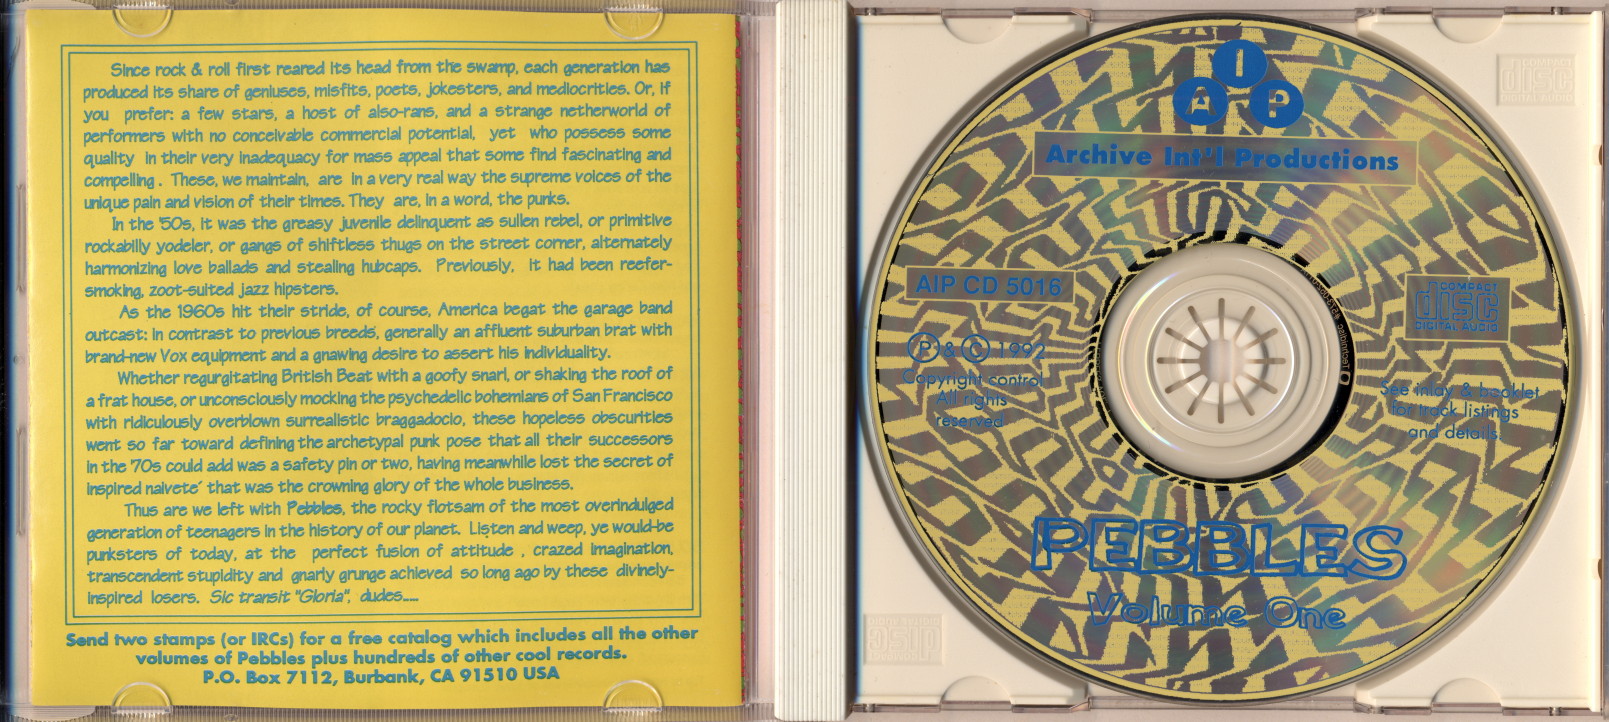 Since rock & roll first reared its head from the swamp, each generation has
produced its share of geniuses, misfits, poets, jokesters, and mediocrities. Or, if
you prefer: a few stars, a host of also-rans, and a strange netherworld of
performers with no conceivable commercial potential, yet who possess some
quality in their very inadequacy for mass appeal that some find fascinating and
compelling. These, we maintain, are in a very real way the supreme voices of the
unique pain and vision of their times. They are, in a word, the punks.
In the '50s, it was the greasy juvenile delinquent as sullen rebel, or primitive
rockabilly yodeler, or gangs of shiftless thugs on the street corner, alternately
harmonizing love ballads and stealing hubcaps. Previously, it had been reefer-
smoking, zoot-suited jazz hipsters.
As the 1960s hit their stride, of course, America begat the garage band
outcast: in contrast to previous breeds, generally an affluent suburban brat with
brand-new Vox equipment and a gnawing desire to assert his individuality.
Whether regurgitating British Beat with a goofy snarl, or shaking the roof of
a frat house, or unconsciously mocking the psychedelic bohemians of San Francisco
with ridiculously overblown surrealistic braggadocio, these hopeless obscurities
went so far toward defining the archetypal punk pose that all their successors
in the '70s could add was a safety pin or two, having meanwhile lost the secret of
inspired naivete´ that was the crowning glory of the whole business.
Thus are we left with Pebbles, the rocky flotsam of the most overindulged
generation of teenagers in the history of our planet. Listen and weep, ye would-be
punksters of today, at the perfect fusion of attitude , crazed imagination,
transcendent stupidity and gnarly grunge achieved so long ago by these divinely-
inspired losers. Sic transit "Gloria", dudes.....
Send two stamps (or IRCs) for a free catalog which includes all the other
volumes of Pebbles plus hundreds of other cool records.
P.O. Box 7112, Burbank, CA 91510 USA
I
A P
Archive Int'l Productions
AIP CD 5016
COMPACT
disc
DIGITAL AUDIO
℗ & © 1992
Copyright control
All rights
reserved.
See inlay & booklet
for track listings
and details.
PEBBLES
Volume One
COMPACT
disc
DIGITAL AUDIO
COMPACT
disc
DIGITAL AUDIO